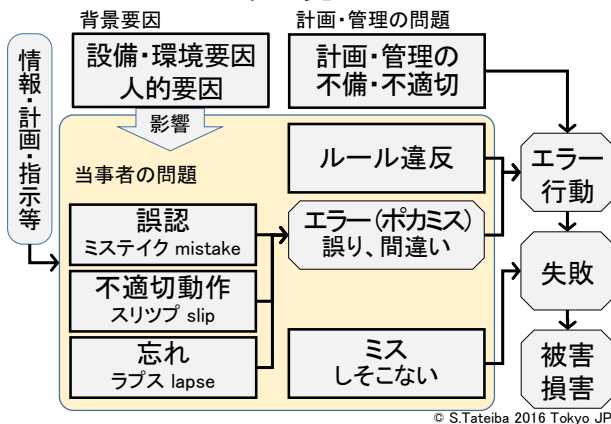 背景要因
計画・管理の問題
情報・計画・指示等
設備・環境要因
人的要因
計画・管理の
不備・不適切
影響
当事者の問題
ルール違反
エラー
行動
誤認
ミステイク mistake
エラー(ポカミス)
誤り、間違い
不適切動作
スリツプ slip
失敗
忘れ
ラプス lapse
ミス
しそこない
被害
損害
© S.Tateiba 2016 Tokyo JP